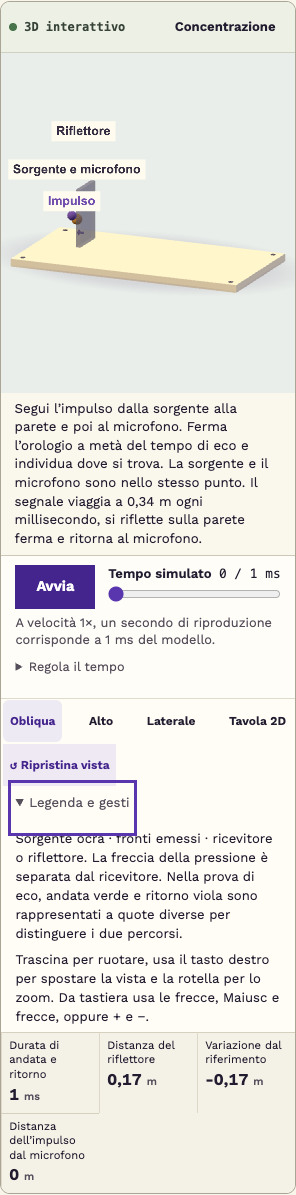 3D interattivo
Concentrazione
Riflettore
Sorgente e microfono
Impulso
Segui l’impulso dalla sorgente alla
parete e poi al microfono. Ferma
l’orologio a metà del tempo di eco e
individua dove si trova. La sorgente e il
microfono sono nello stesso punto. Il
segnale viaggia a 0,34 m ogni
millisecondo, si riflette sulla parete
ferma e ritorna al microfono.
Avvia
Tempo simulato 0 / 1 ms
A velocità 1×, un secondo di riproduzione
corrisponde a 1 ms del modello.
▶ Regola il tempo
Obliqua
Alto
Laterale
Tavola 2D
↺ Ripristina vista
▼ Legenda e gesti
Sorgente ocra · fronti emessi · ricevitore
o riflettore. La freccia della pressione è
separata dal ricevitore. Nella prova di
eco, andata verde e ritorno viola sono
rappresentati a quote diverse per
distinguere i due percorsi.
Trascina per ruotare, usa il tasto destro
per spostare la vista e la rotella per lo
zoom. Da tastiera usa le frecce, Maiusc e
frecce, oppure + e −.
Durata di
andata e
ritorno
1 ms
Distanza del
riflettore
0,17 m
Variazione dal
riferimento
-0,17 m
Distanza
dell’impulso
dal microfono
0 m